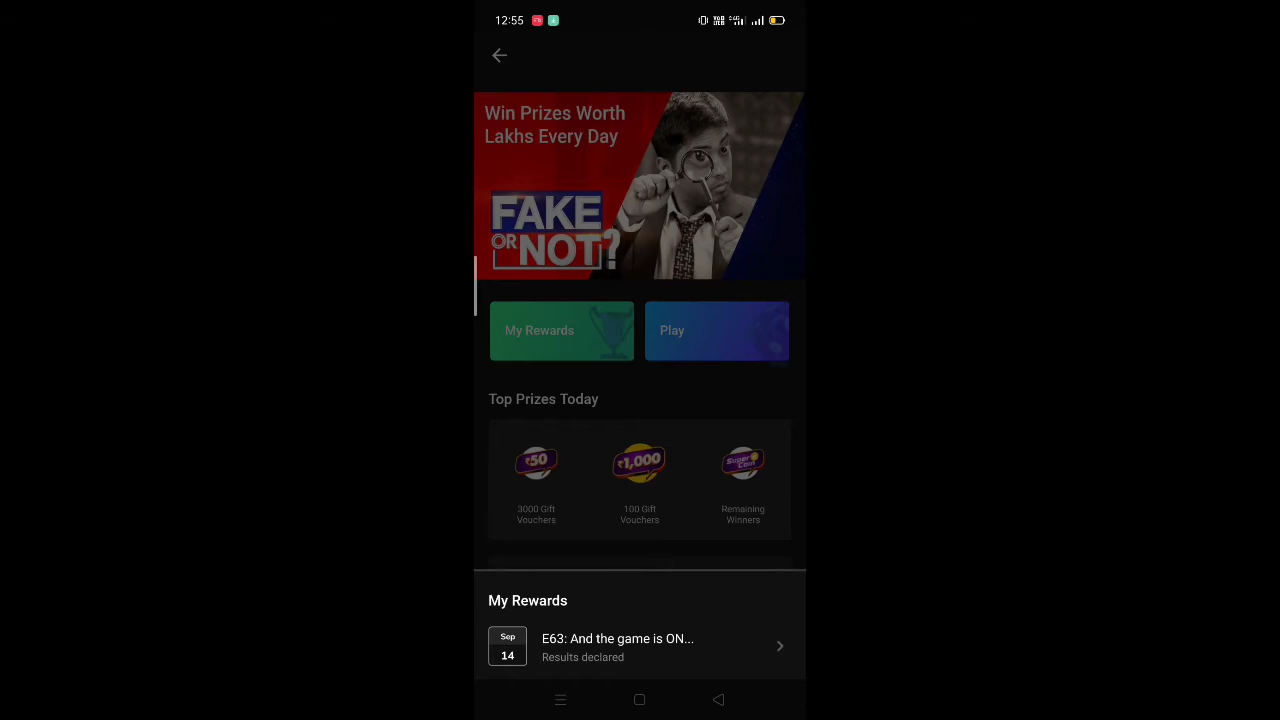 12:55
Win Prizes Worth
Lakhs Every Day
FAKE
OR NOT?
My Rewards
Play
Top Prizes Today
₹50
₹1,000
Super
Coin
3000 Gift
Vouchers
100 Gift
Vouchers
Remaining
Winners
My Rewards
Sep
14
E63: And the game is ON...
Results declared